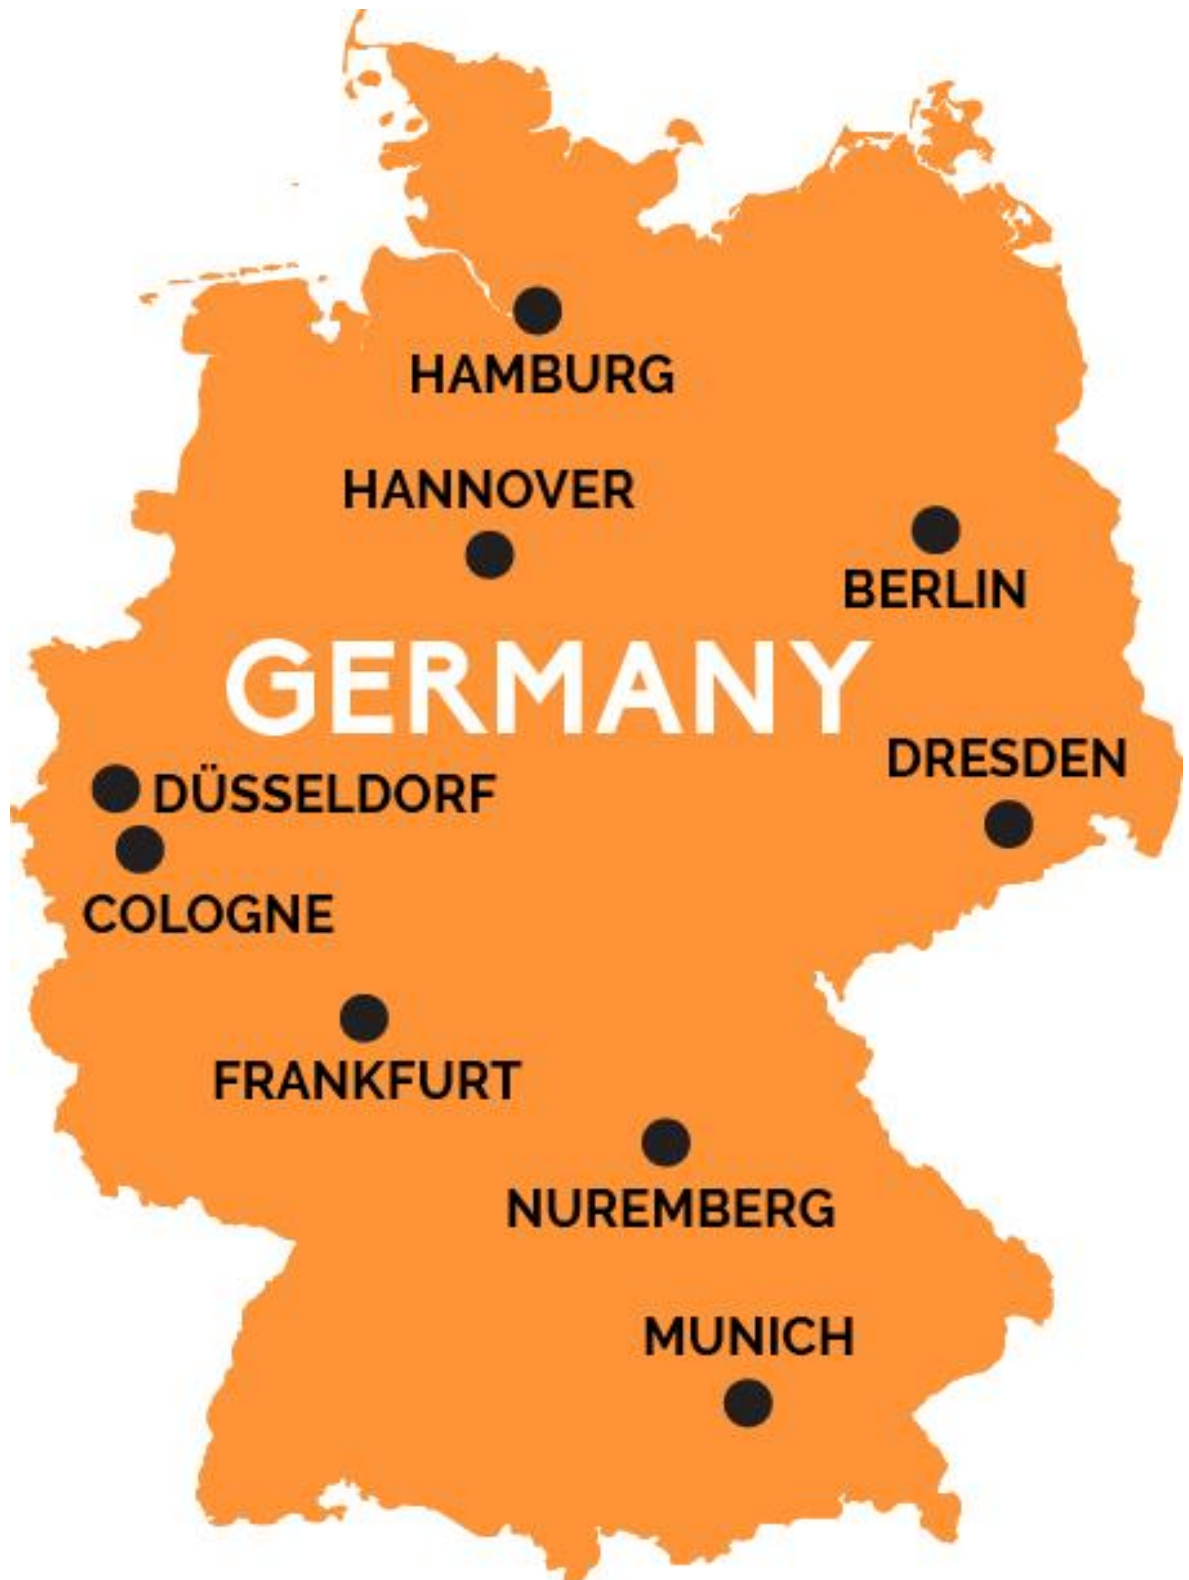 HAMBURG
HANNOVER
BERLIN
GERMANY
DRESDEN
DÜSSELDORF
COLOGNE
FRANKFURT
NUREMBERG
MUNICH